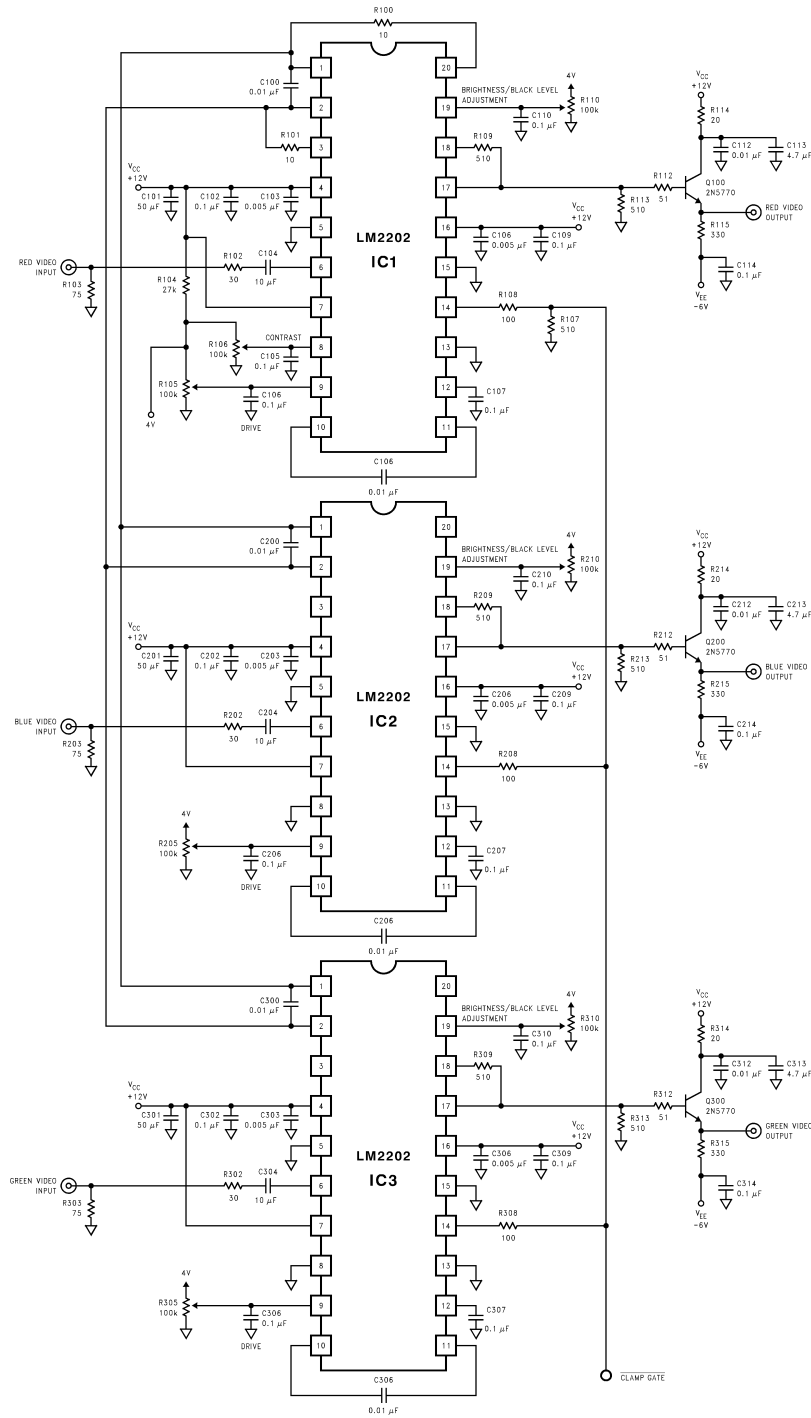 R100
10
1
20
C100
0.01 μF
BRIGHTNESS/BLACK LEVEL
ADJUSTMENT
4V
R110
100k
C110
0.1 μF
2
19
R101
10
3
18
R109
510
VCC
+12V
R114
20
C112
0.01 μF
C113
4.7 μF
VCC
+12V
C101
50 μF
C102
0.1 μF
C103
0.005 μF
4
17
R113
510
R112
51
Q100
2N5770
RED VIDEO
OUTPUT
R115
330
C114
0.1 μF
VEE
-6V
5
LM2202
IC1
16
C106
0.005 μF
C109
0.1 μF
VCC
+12V
RED VIDEO
INPUT
R103
75
R102
30
C104
10 μF
6
15
R104
27k
7
14
R108
100
R107
510
R106
100k
CONTRAST
C105
0.1 μF
8
13
R105
100k
4V
C106
0.1 μF
DRIVE
9
12
C107
0.1 μF
10
11
C106
0.01 μF
1
20
C200
0.01 μF
BRIGHTNESS/BLACK LEVEL
ADJUSTMENT
4V
R210
100k
C210
0.1 μF
2
19
3
18
R209
510
VCC
+12V
R214
20
C212
0.01 μF
C213
4.7 μF
VCC
+12V
C201
50 μF
C202
0.1 μF
C203
0.005 μF
4
17
R213
510
R212
51
Q200
2N5770
BLUE VIDEO
OUTPUT
R215
330
C214
0.1 μF
VEE
-6V
5
LM2202
IC2
16
C206
0.005 μF
C209
0.1 μF
VCC
+12V
BLUE VIDEO
INPUT
R203
75
R202
30
C204
10 μF
6
15
7
14
R208
100
8
13
4V
R205
100k
C206
0.1 μF
DRIVE
9
12
C207
0.1 μF
10
11
C206
0.01 μF
1
20
C300
0.01 μF
BRIGHTNESS/BLACK LEVEL
ADJUSTMENT
4V
R310
100k
C310
0.1 μF
2
19
3
18
R309
510
VCC
+12V
R314
20
C312
0.01 μF
C313
4.7 μF
VCC
+12V
C301
50 μF
C302
0.1 μF
C303
0.005 μF
4
17
R313
510
R312
51
Q300
2N5770
GREEN VIDEO
OUTPUT
R315
330
C314
0.1 μF
VEE
-6V
5
LM2202
IC3
16
C306
0.005 μF
C309
0.1 μF
VCC
+12V
GREEN VIDEO
INPUT
R303
75
R302
30
C304
10 μF
6
15
7
14
R308
100
8
13
4V
R305
100k
C306
0.1 μF
DRIVE
9
12
C307
0.1 μF
10
11
C306
0.01 μF
CLAMP GATE